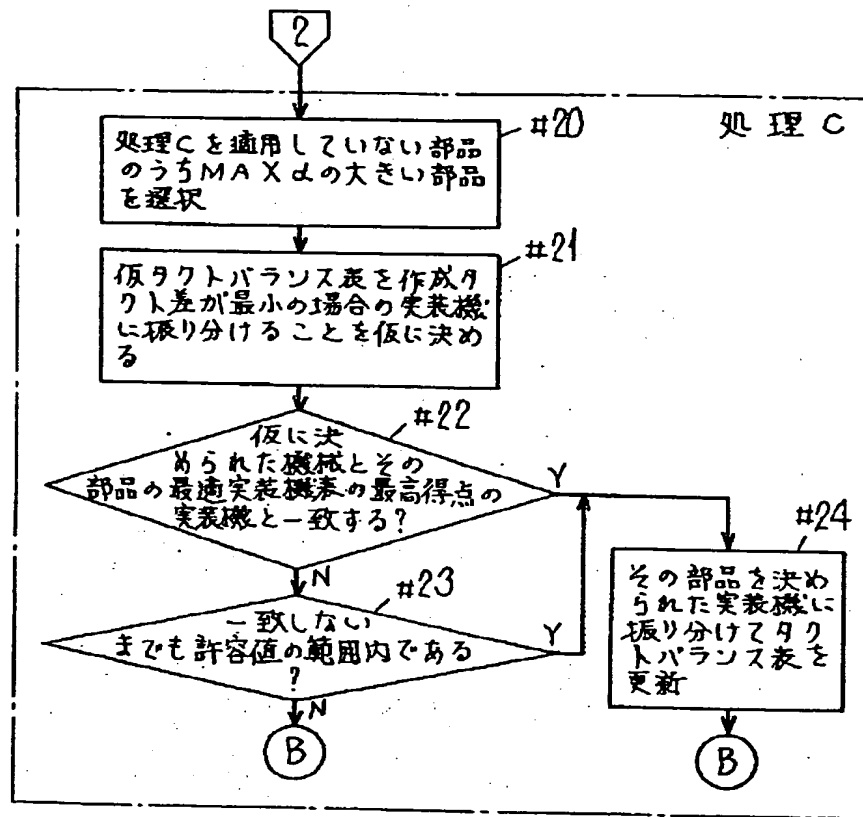 2
処理C
#20
処理Cを適用していない部品
のうちMAXαの大きい部品
を選択
#21
仮タクトバランス表を作成タ
クト差が最小の場合の実装機
に振り分けることを仮に決め
る
#22
仮に決
められた機械とその
部品の最適実装機表の最高得点の
実装機と一致する?
Y
N
#23
一致しない
までも許容値の範囲内である
?
Y
N
B
#24
その部品を決め
られた実装機に
振り分けてタク
トバランス表を
更新
B